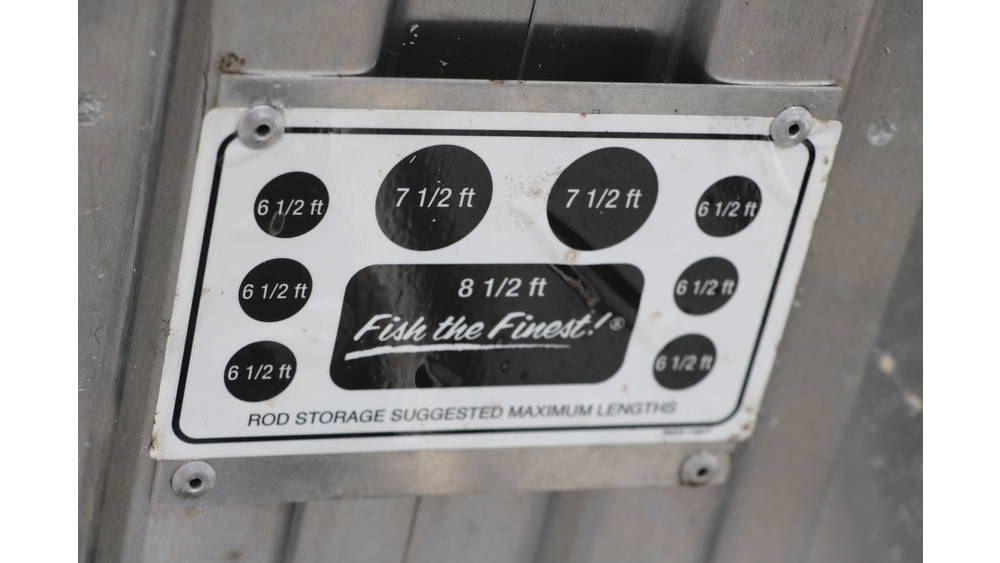 7 1/2 ft 7 1/2 ft
6 1/2 ft 6 1/2 ft
6 1/2 ft 8 1/2 ft 6 1/2 ft
Fish the Finest!®
6 1/2 ft 6 1/2 ft
ROD STORAGE SUGGESTED MAXIMUM LENGTHS